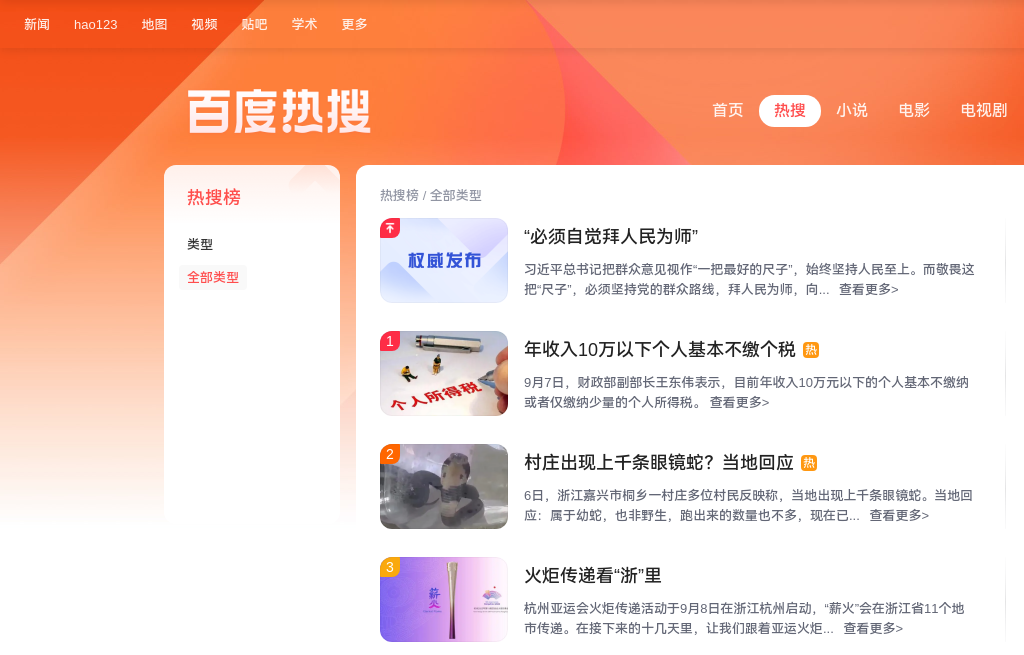 新闻 hao123 地图 视频 贴吧 学术 更多
百度热搜
首页 热搜 小说 电影 电视剧
热搜榜
类型
全部类型
热搜榜 / 全部类型
权威发布
“必须自觉拜人民为师”
习近平总书记把群众意见视作“一把最好的尺子”，始终坚持人民至上。而敬畏这
把“尺子”，必须坚持党的群众路线，拜人民为师，向... 查看更多>
1
个人所得税
年收入10万以下个人基本不缴个税 热
9月7日，财政部副部长王东伟表示，目前年收入10万元以下的个人基本不缴纳
或者仅缴纳少量的个人所得税。 查看更多>
2
村庄出现上千条眼镜蛇？当地回应 热
6日，浙江嘉兴市桐乡一村庄多位村民反映称，当地出现上千条眼镜蛇。当地回
应：属于幼蛇，也非野生，跑出来的数量也不多，现在已... 查看更多>
3
薪火
火炬传递看“浙”里
杭州亚运会火炬传递活动于9月8日在浙江杭州启动，“薪火”会在浙江省11个地
市传递。在接下来的十几天里，让我们跟着亚运火炬... 查看更多>